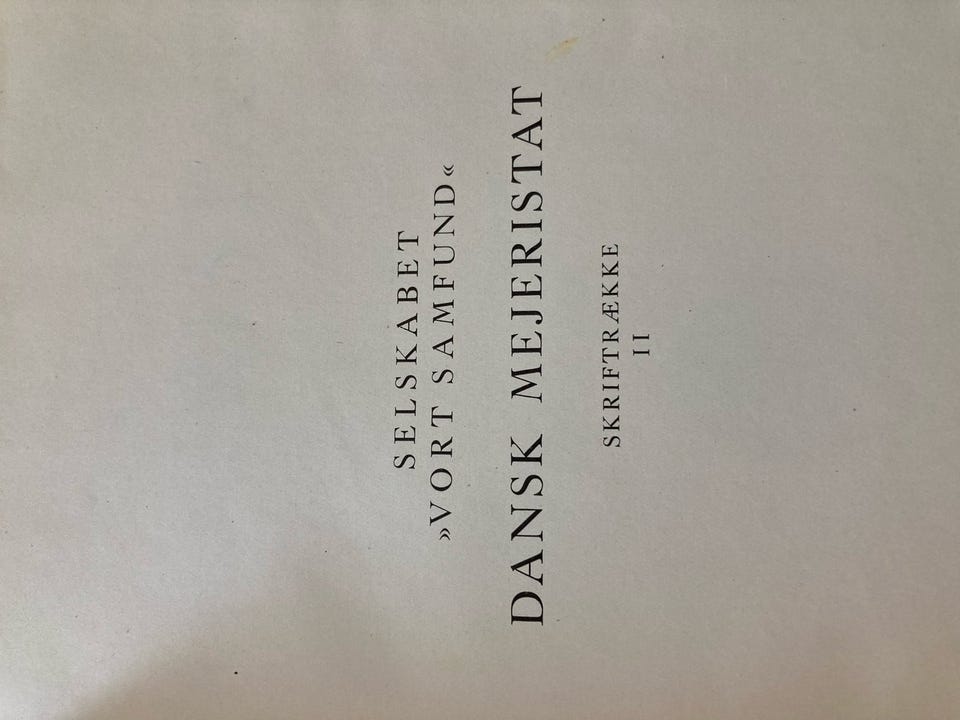 SELSKABET
»VORT SAMFUND«
DANSK MEJERISTAT
SKRIFTRÆKKE
II